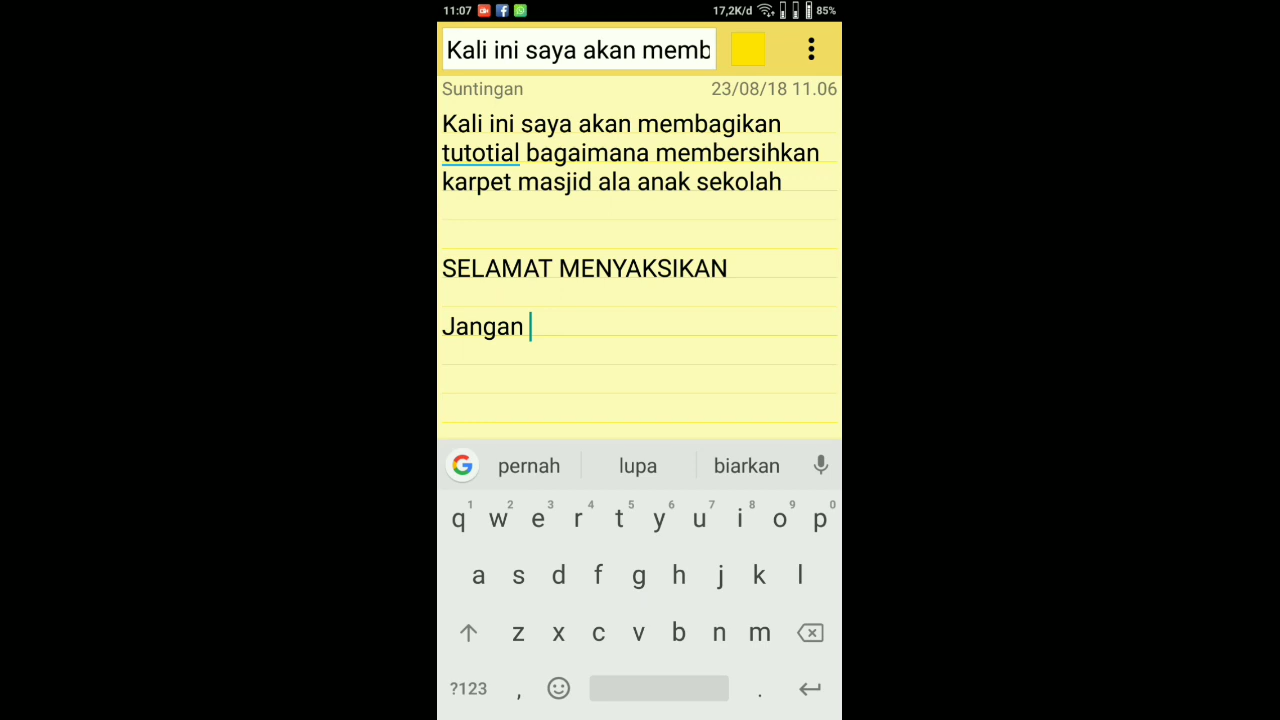 11:07 17,2K/d 85%
Kali ini saya akan memb
Suntingan 23/08/18 11.06
Kali ini saya akan membagikan
tutotial bagaimana membersihkan
karpet masjid ala anak sekolah
SELAMAT MENYAKSIKAN
Jangan
G pernah lupa biarkan
1 2 3 4 5 6 7 8 9 0
q w e r t y u i o p
a s d f g h j k l
z x c v b n m
?123 , .